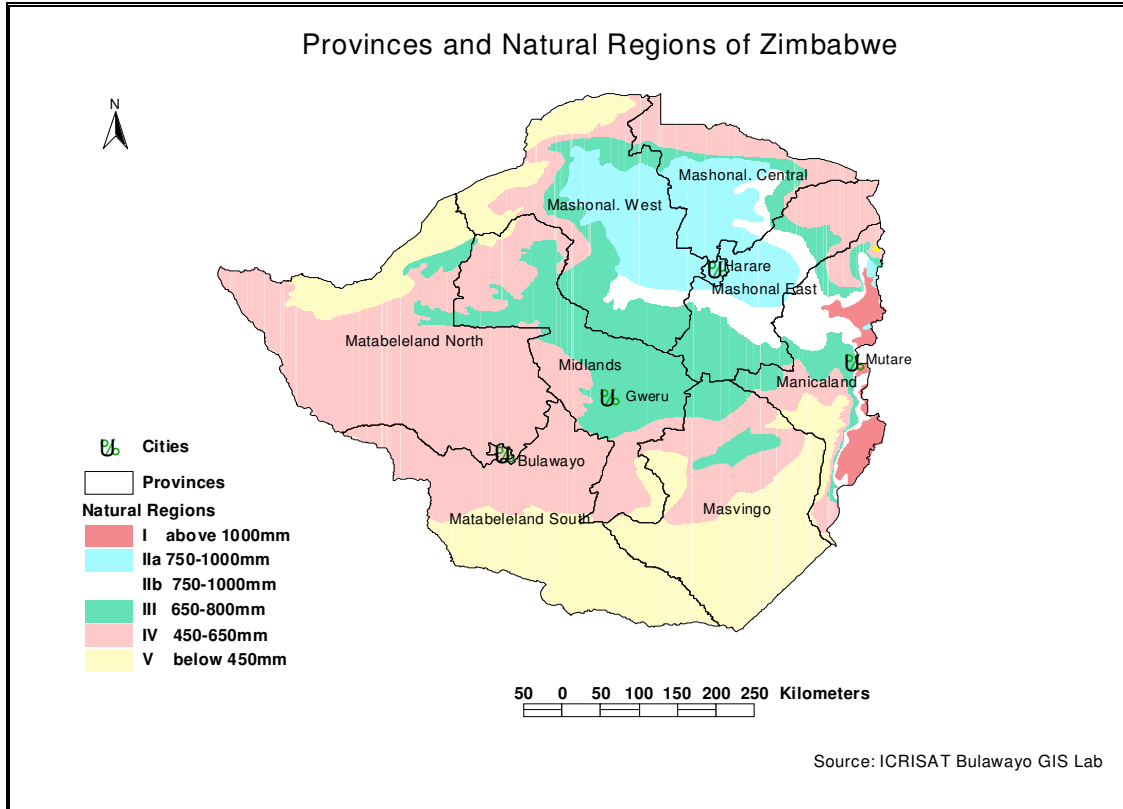 Provinces and Natural Regions of Zimbabwe
N
Mashonal. Central
Mashonal. West
Harare
Mashonal East
Matabeleland North
Midlands
Mutare
Manicaland
Gweru
Bulawayo
Masvingo
Matabeleland South
Cities
Provinces
Natural Regions
I above 1000mm
IIa 750-1000mm
IIb 750-1000mm
III 650-800mm
IV 450-650mm
V below 450mm
50 0 50 100 150 200 250 Kilometers
Source: ICRISAT Bulawayo GIS Lab